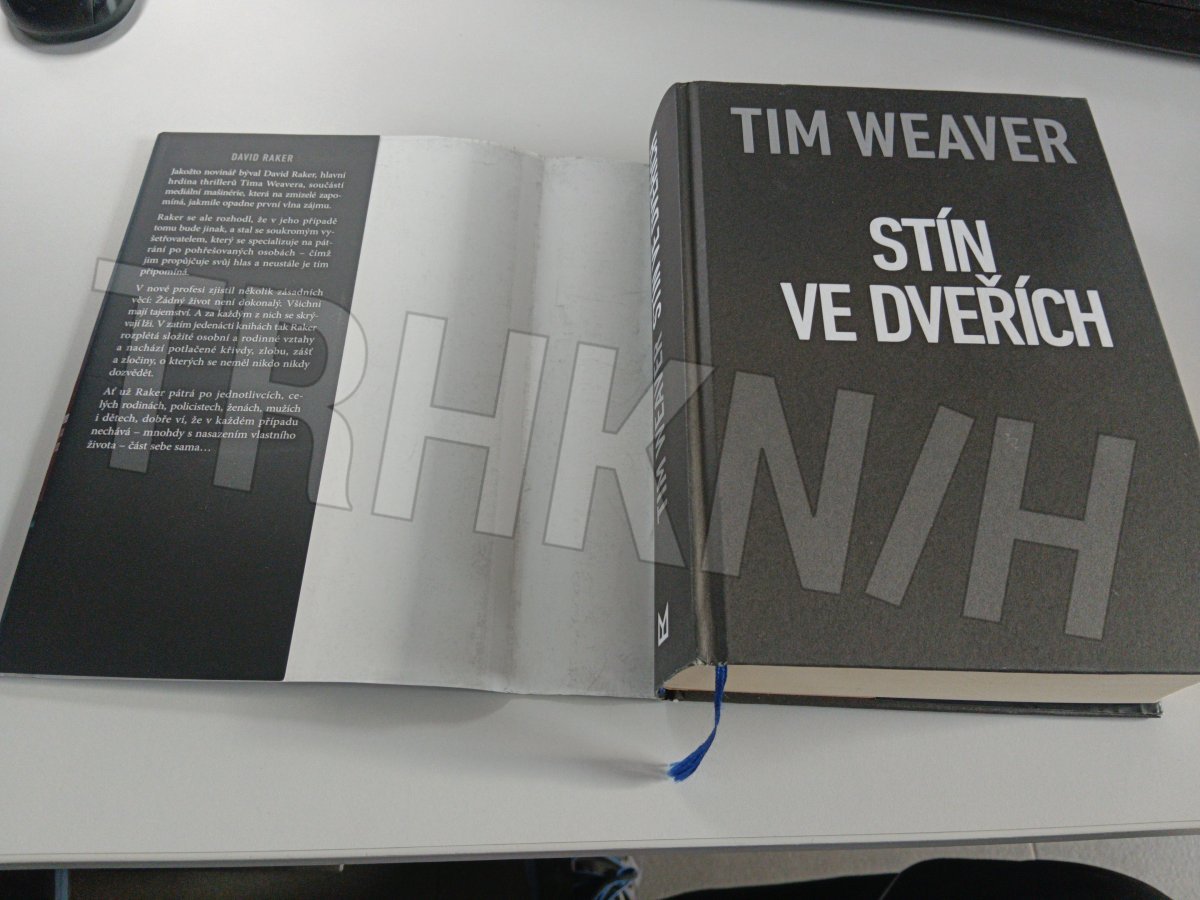 DAVID RAKER
Jakožto novinář býval David Raker, hlavní
hrdina thrillerů Tima Weavera, součástí
mediální mašinérie, která na zmizelé zapo-
míná, jakmile opadne první vlna zájmu.
Raker se ale rozhodl, že v jeho případě
tomu bude jinak, a stal se soukromým vy-
šetřovatelem, který se specializuje na pát-
rání po pohřešovaných osobách – čímž
jim propůjčuje svůj hlas a neustále je tím
připomíná.
V nové profesi zjistil několik zásadních
věcí: Žádný život není dokonalý. Všichni
mají tajemství. A za každým z nich se skrý-
vají lži. V zatím jedenácti knihách tak Raker
rozplétá složité osobní a rodinné vztahy
a nachází potlačené křivdy, zlobu, zášť
a zločiny, o kterých se neměl nikdo nikdy
dozvědět.
Ať už Raker pátrá po jednotlivcích, ce-
lých rodinách, policistech, ženách, mužích
i dětech, dobře ví, že v každém případu
nechává – mnohdy s nasazením vlastního
života – část sebe sama…
TIM WEAVER STÍN VE DVEŘÍCH
TIM WEAVER
STÍN
VE DVEŘÍCH
TRHKN/H